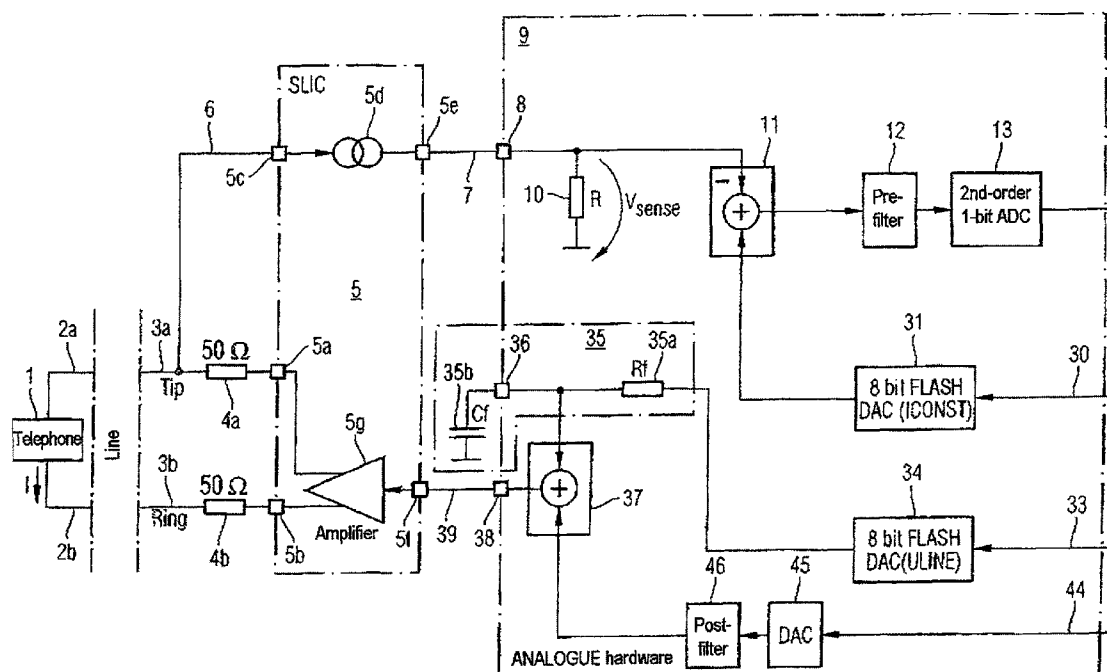 9
SLIC
5d
5e
8
11
12
13
6
5c
7
10
R
Vsense
Pre-
filter
2nd-order
1-bit ADC
5
2a
3a
50 Ω
5a
36
35
35a
31
30
1
Tip
4a
35b
Rf
8 bit FLASH
DAC (ICONST)
Telephone
Line
5g
Cf
I
3b
50 Ω
37
34
33
Ring
Amplifier
5f
39
38
8 bit FLASH
DAC(ULINE)
2b
4b
5b
46
45
44
Post-
filter
DAC
ANALOGUE hardware